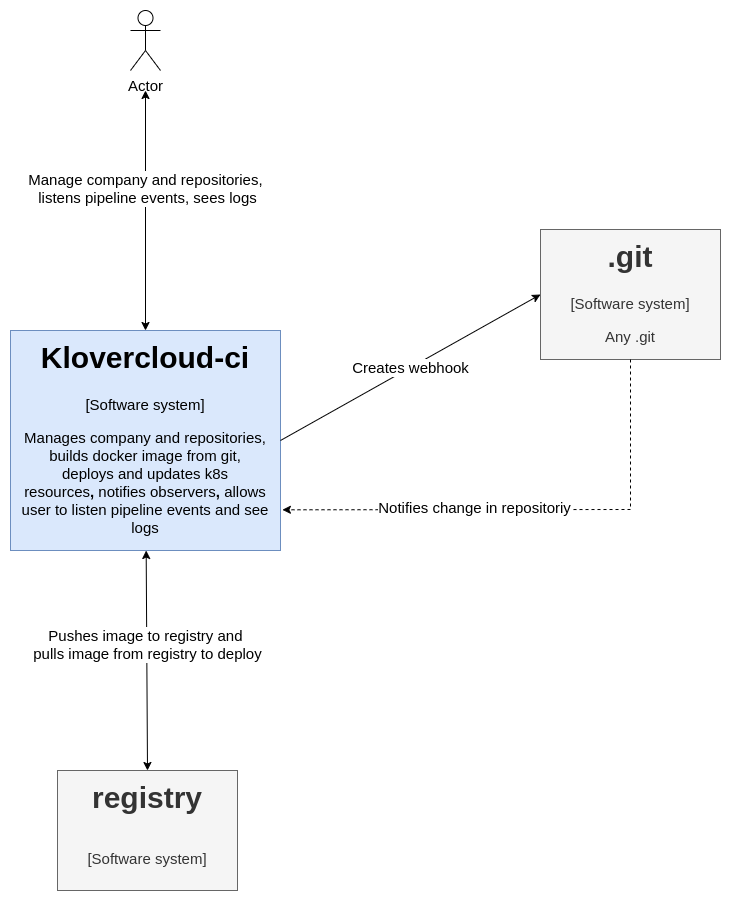 Actor
Manage company and repositories,
listens pipeline events, sees logs
.git
[Software system]
Any .git
Klovercloud-ci
[Software system]
Manages company and repositories,
builds docker image from git,
deploys and updates k8s
resources, notifies observers, allows
user to listen pipeline events and see
logs
Creates webhook
Notifies change in repositoriy
Pushes image to registry and
pulls image from registry to deploy
registry
[Software system]